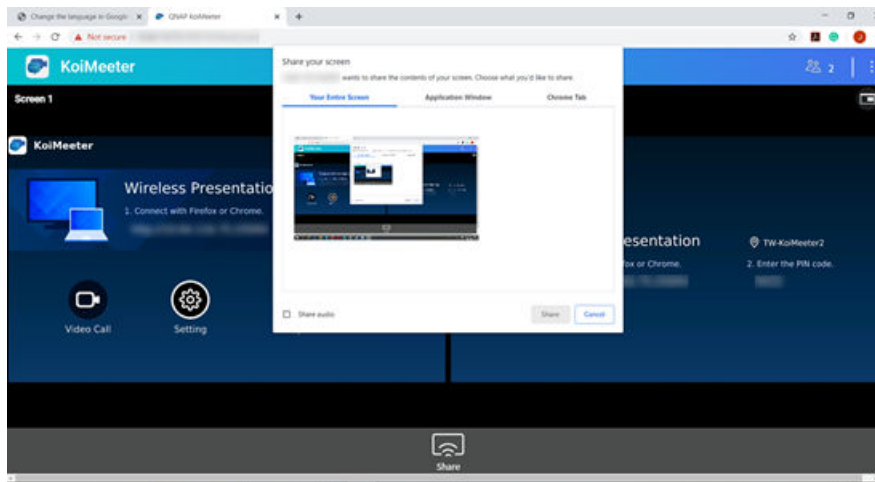 Change the language in Googl
QNAP KoiMeeter
Not secure
KoiMeeter
2
Screen 1
Share your screen
wants to share the contents of your screen. Choose what you'd like to share.
Your Entire Screen
Application Window
Chrome Tab
KoiMeeter
Wireless Presentatio
1. Connect with Firefox or Chrome.
esentation
TW-KoiMeeter2
fox or Chrome.
2. Enter the PIN code.
Video Call
Setting
Share audio
Share
Cancel
Share